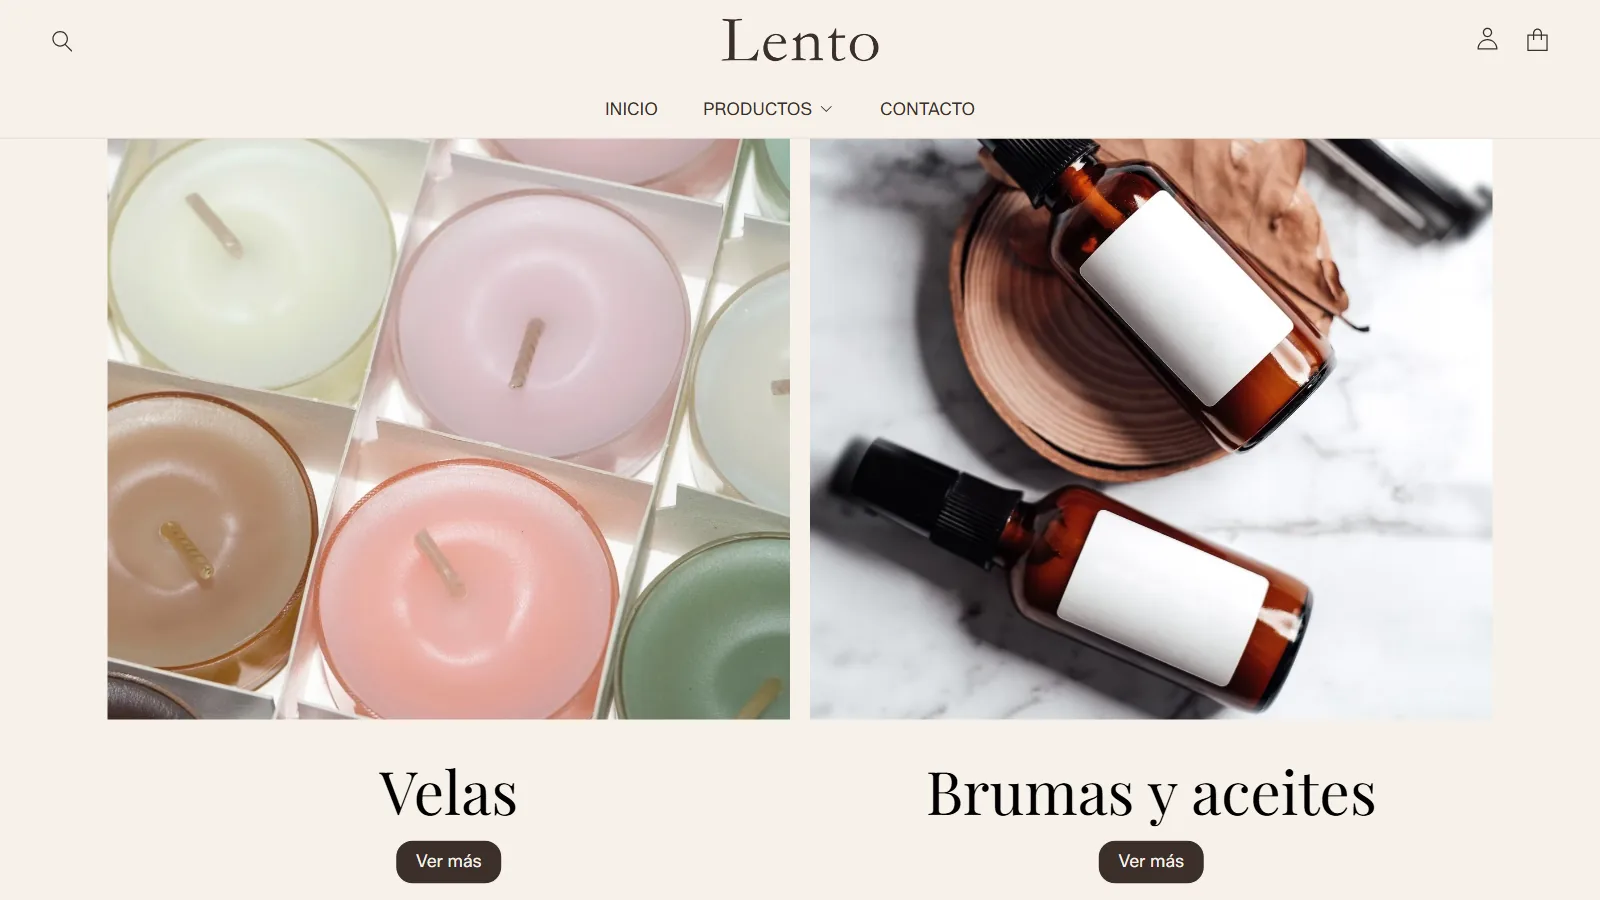 Lento
INICIO PRODUCTOS CONTACTO
Velas
Brumas y aceites
Ver más
Ver más